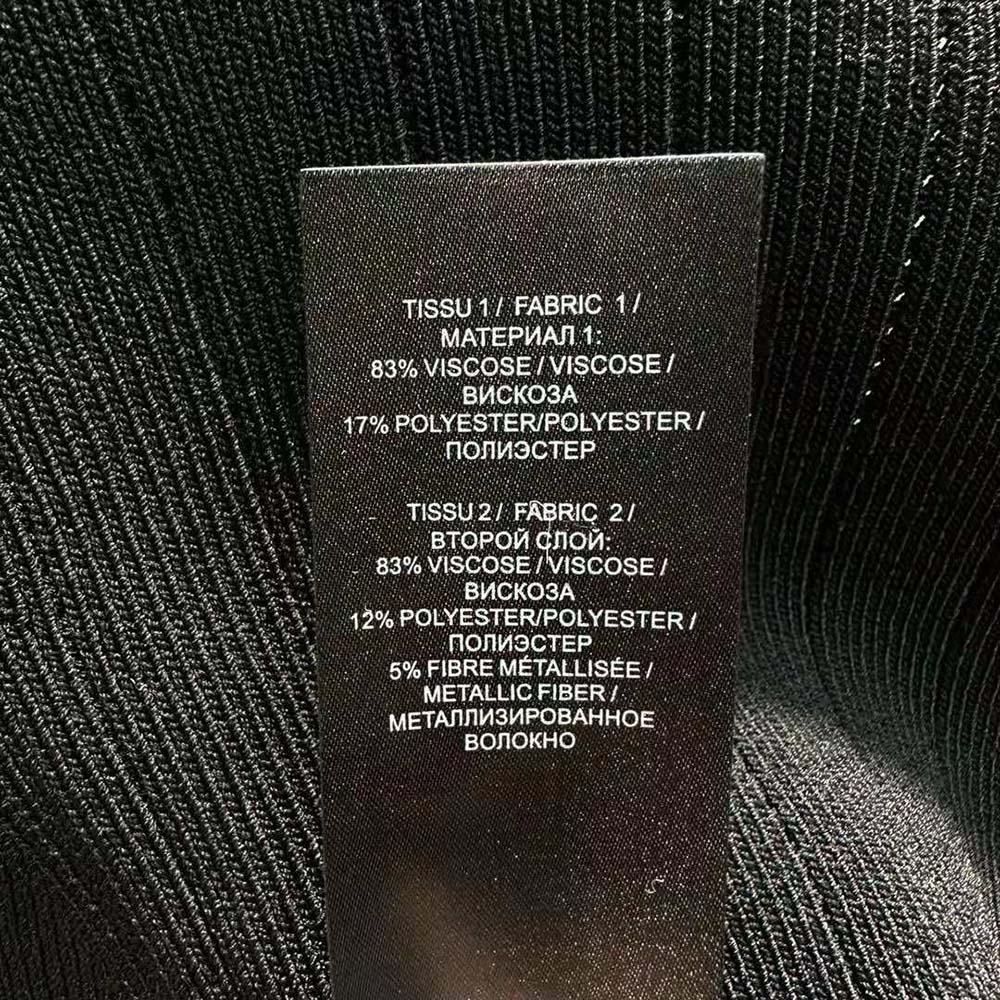 TISSU 1 / FABRIC 1 /
МАТЕРИАЛ 1:
83% VISCOSE / VISCOSE /
ВИСКОЗА
17% POLYESTER/POLYESTER /
ПОЛИЭСТЕР
TISSU 2 / FABRIC 2 /
ВТОРОЙ СЛОЙ:
83% VISCOSE / VISCOSE /
ВИСКОЗА
12% POLYESTER/POLYESTER /
ПОЛИЭСТЕР
5% FIBRE MÉTALLISÉE /
METALLIC FIBER /
МЕТАЛЛИЗИРОВАННОЕ
ВОЛОКНО